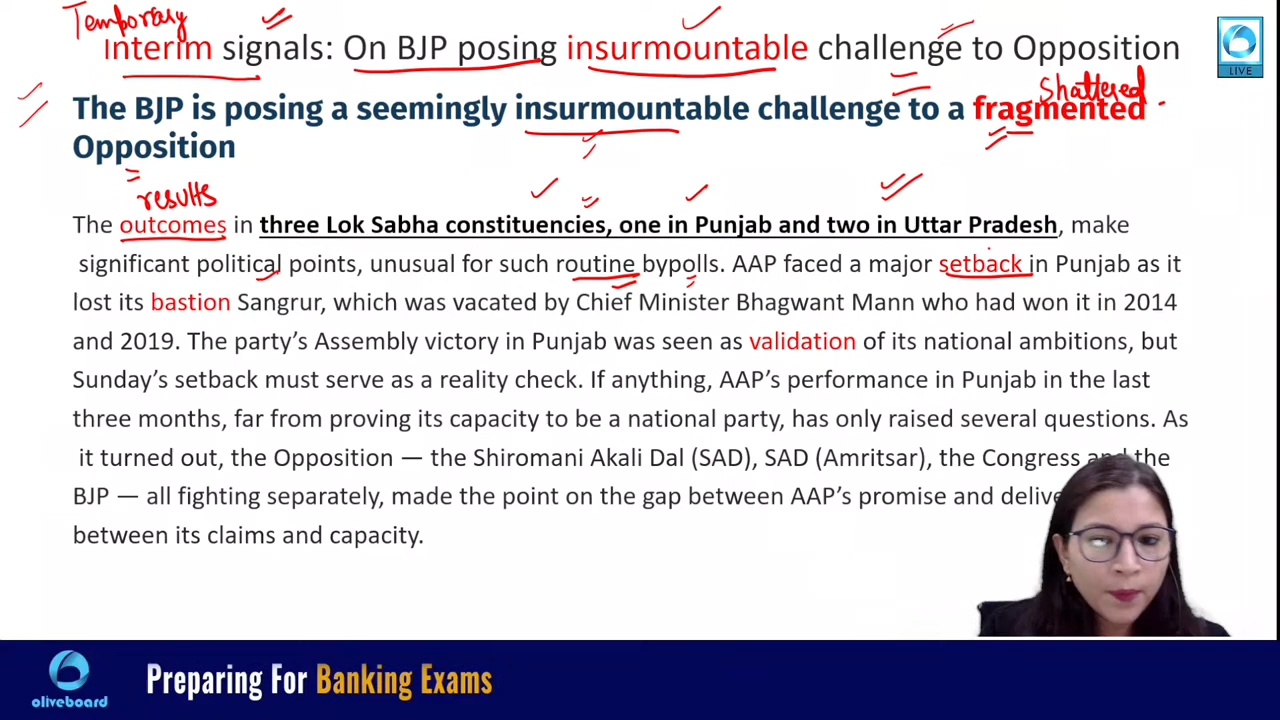 Temporary
Interim signals: On BJP posing insurmountable challenge to Opposition
LIVE
Shattered
The BJP is posing a seemingly insurmountable challenge to a fragmented
Opposition
results
The outcomes in three Lok Sabha constituencies, one in Punjab and two in Uttar Pradesh, make
significant political points, unusual for such routine bypolls. AAP faced a major setback in Punjab as it
lost its bastion Sangrur, which was vacated by Chief Minister Bhagwant Mann who had won it in 2014
and 2019. The party’s Assembly victory in Punjab was seen as validation of its national ambitions, but
Sunday’s setback must serve as a reality check. If anything, AAP’s performance in Punjab in the last
three months, far from proving its capacity to be a national party, has only raised several questions. As
it turned out, the Opposition — the Shiromani Akali Dal (SAD), SAD (Amritsar), the Congress and the
BJP — all fighting separately, made the point on the gap between AAP’s promise and
between its claims and capacity.
oliveboard
Preparing For Banking Exams